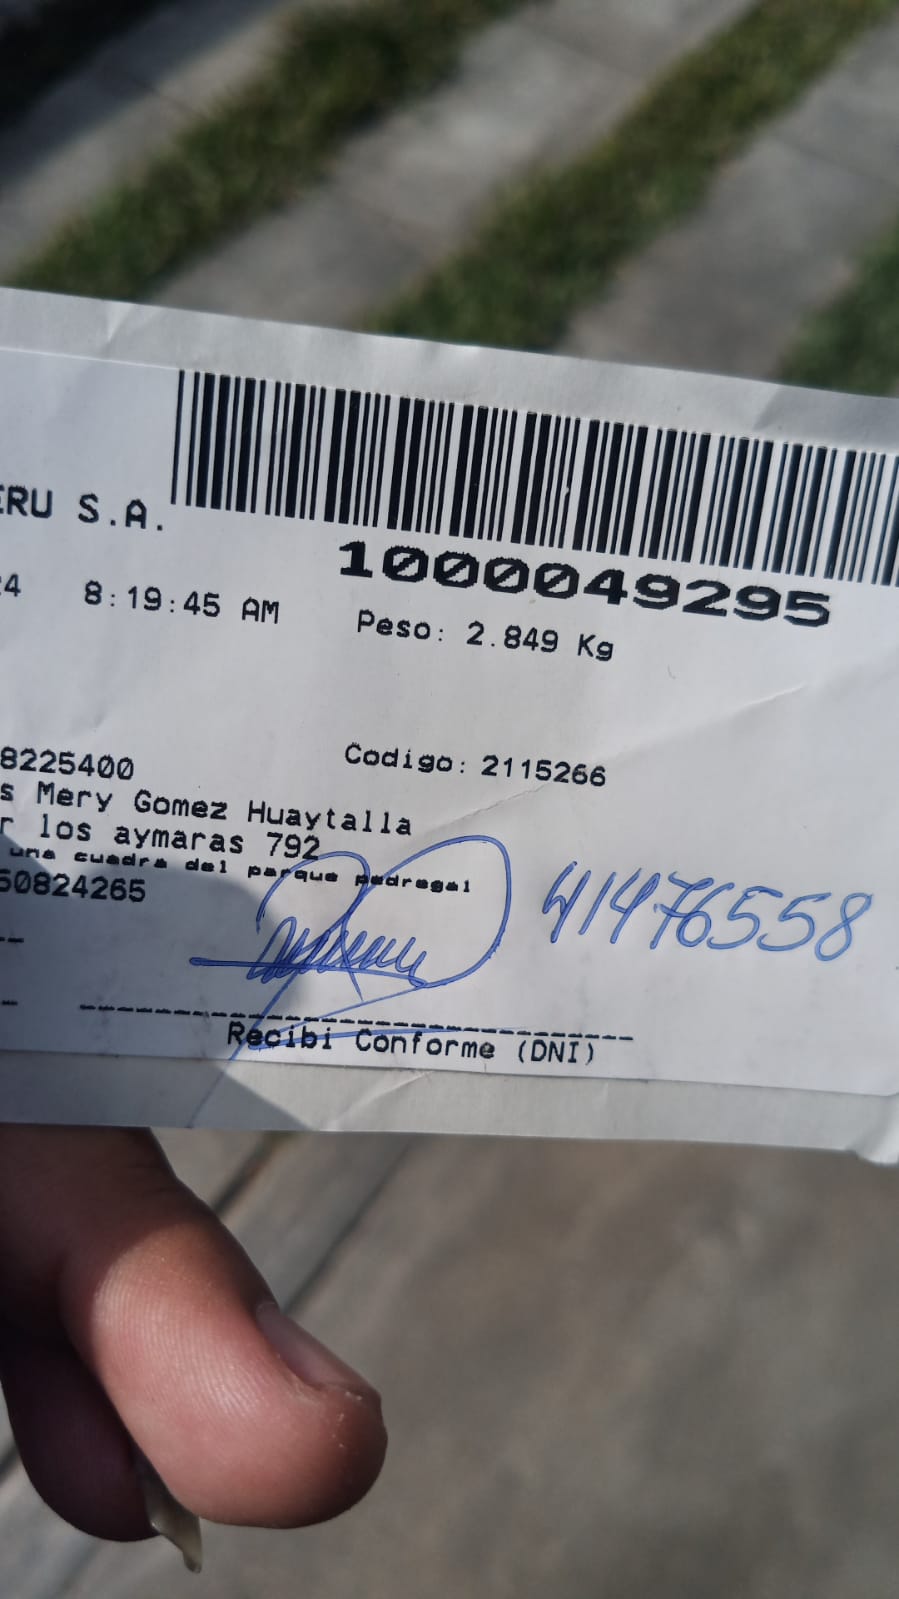 ERU S.A.
1000049295
24 8:19:45 AM
Peso: 2.849 Kg
8225400
Codigo: 2115266
s Mery Gomez Huaytalla
r los aymaras 792
una cuadra del parque pedregal
50824265
41476558
Recibi Conforme (DNI)